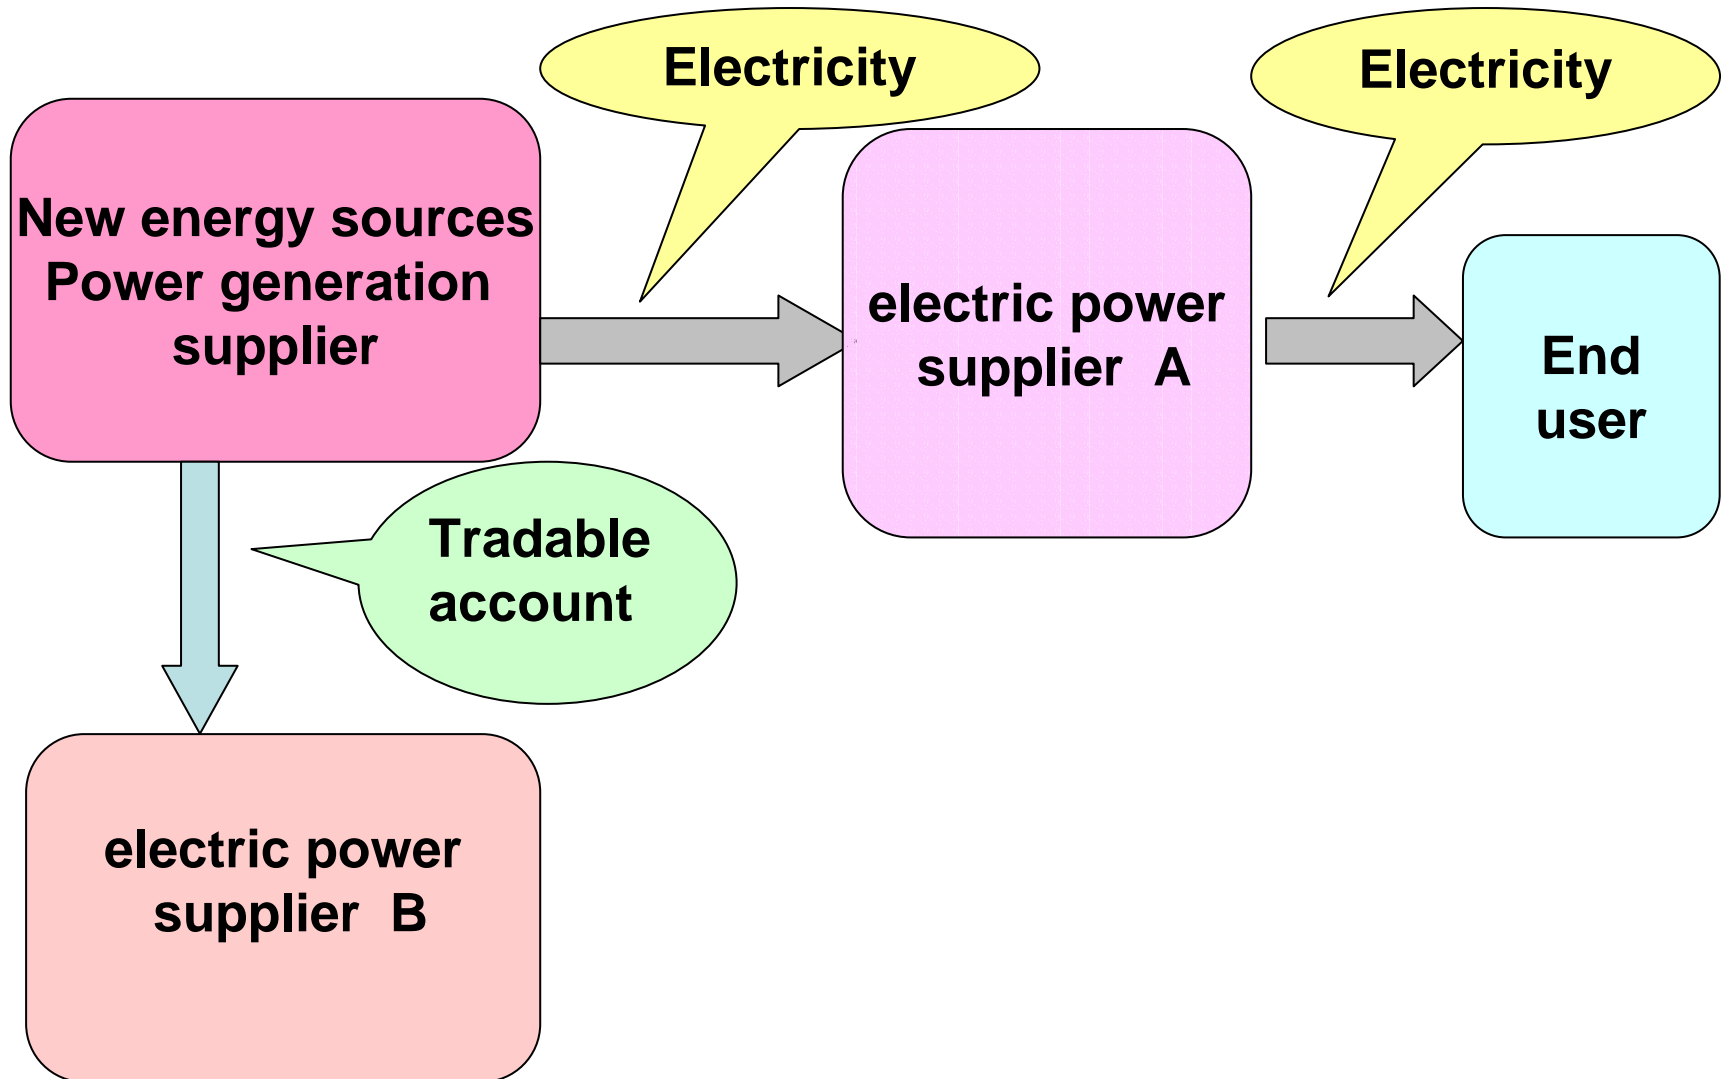 Electricity
Electricity
New energy sources
Power generation
supplier
electric power
supplier A
End
user
Tradable
account
electric power
supplier B